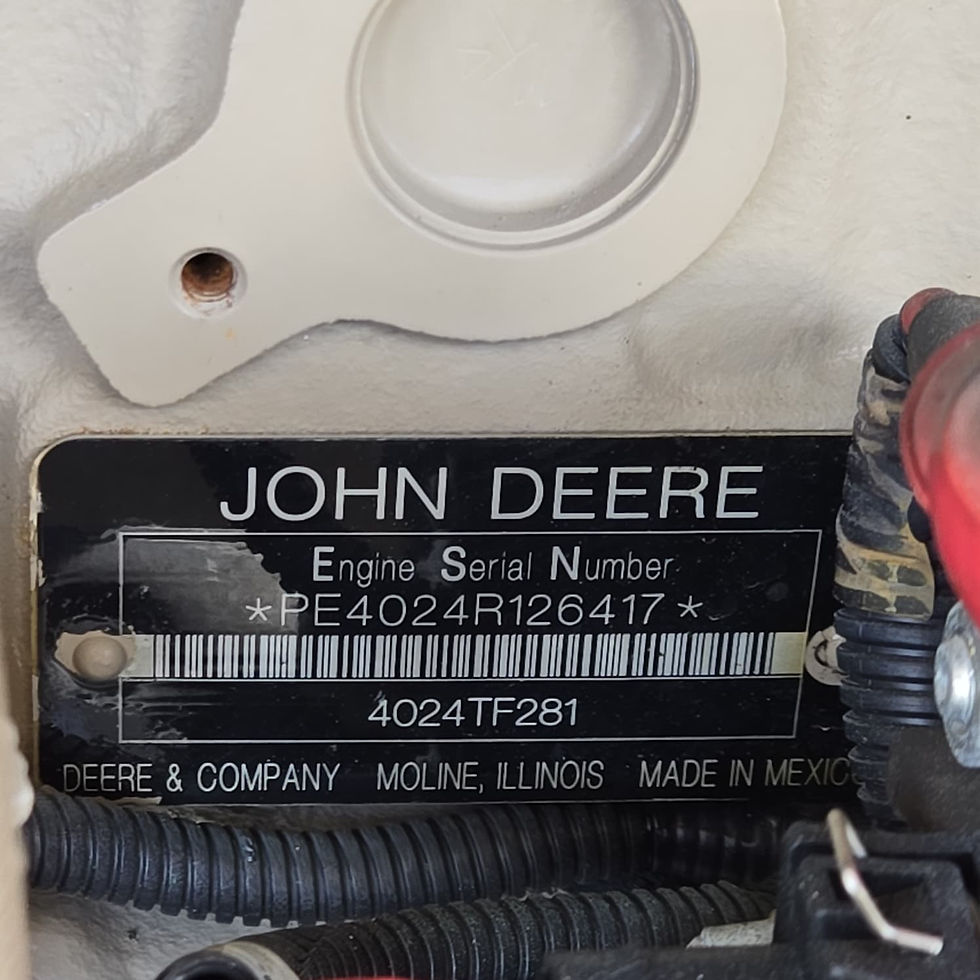 JOHN DEERE
Engine Serial Number
*PE4024R126417*
4024TF281
DEERE & COMPANY MOLINE, ILLINOIS MADE IN MEXICO